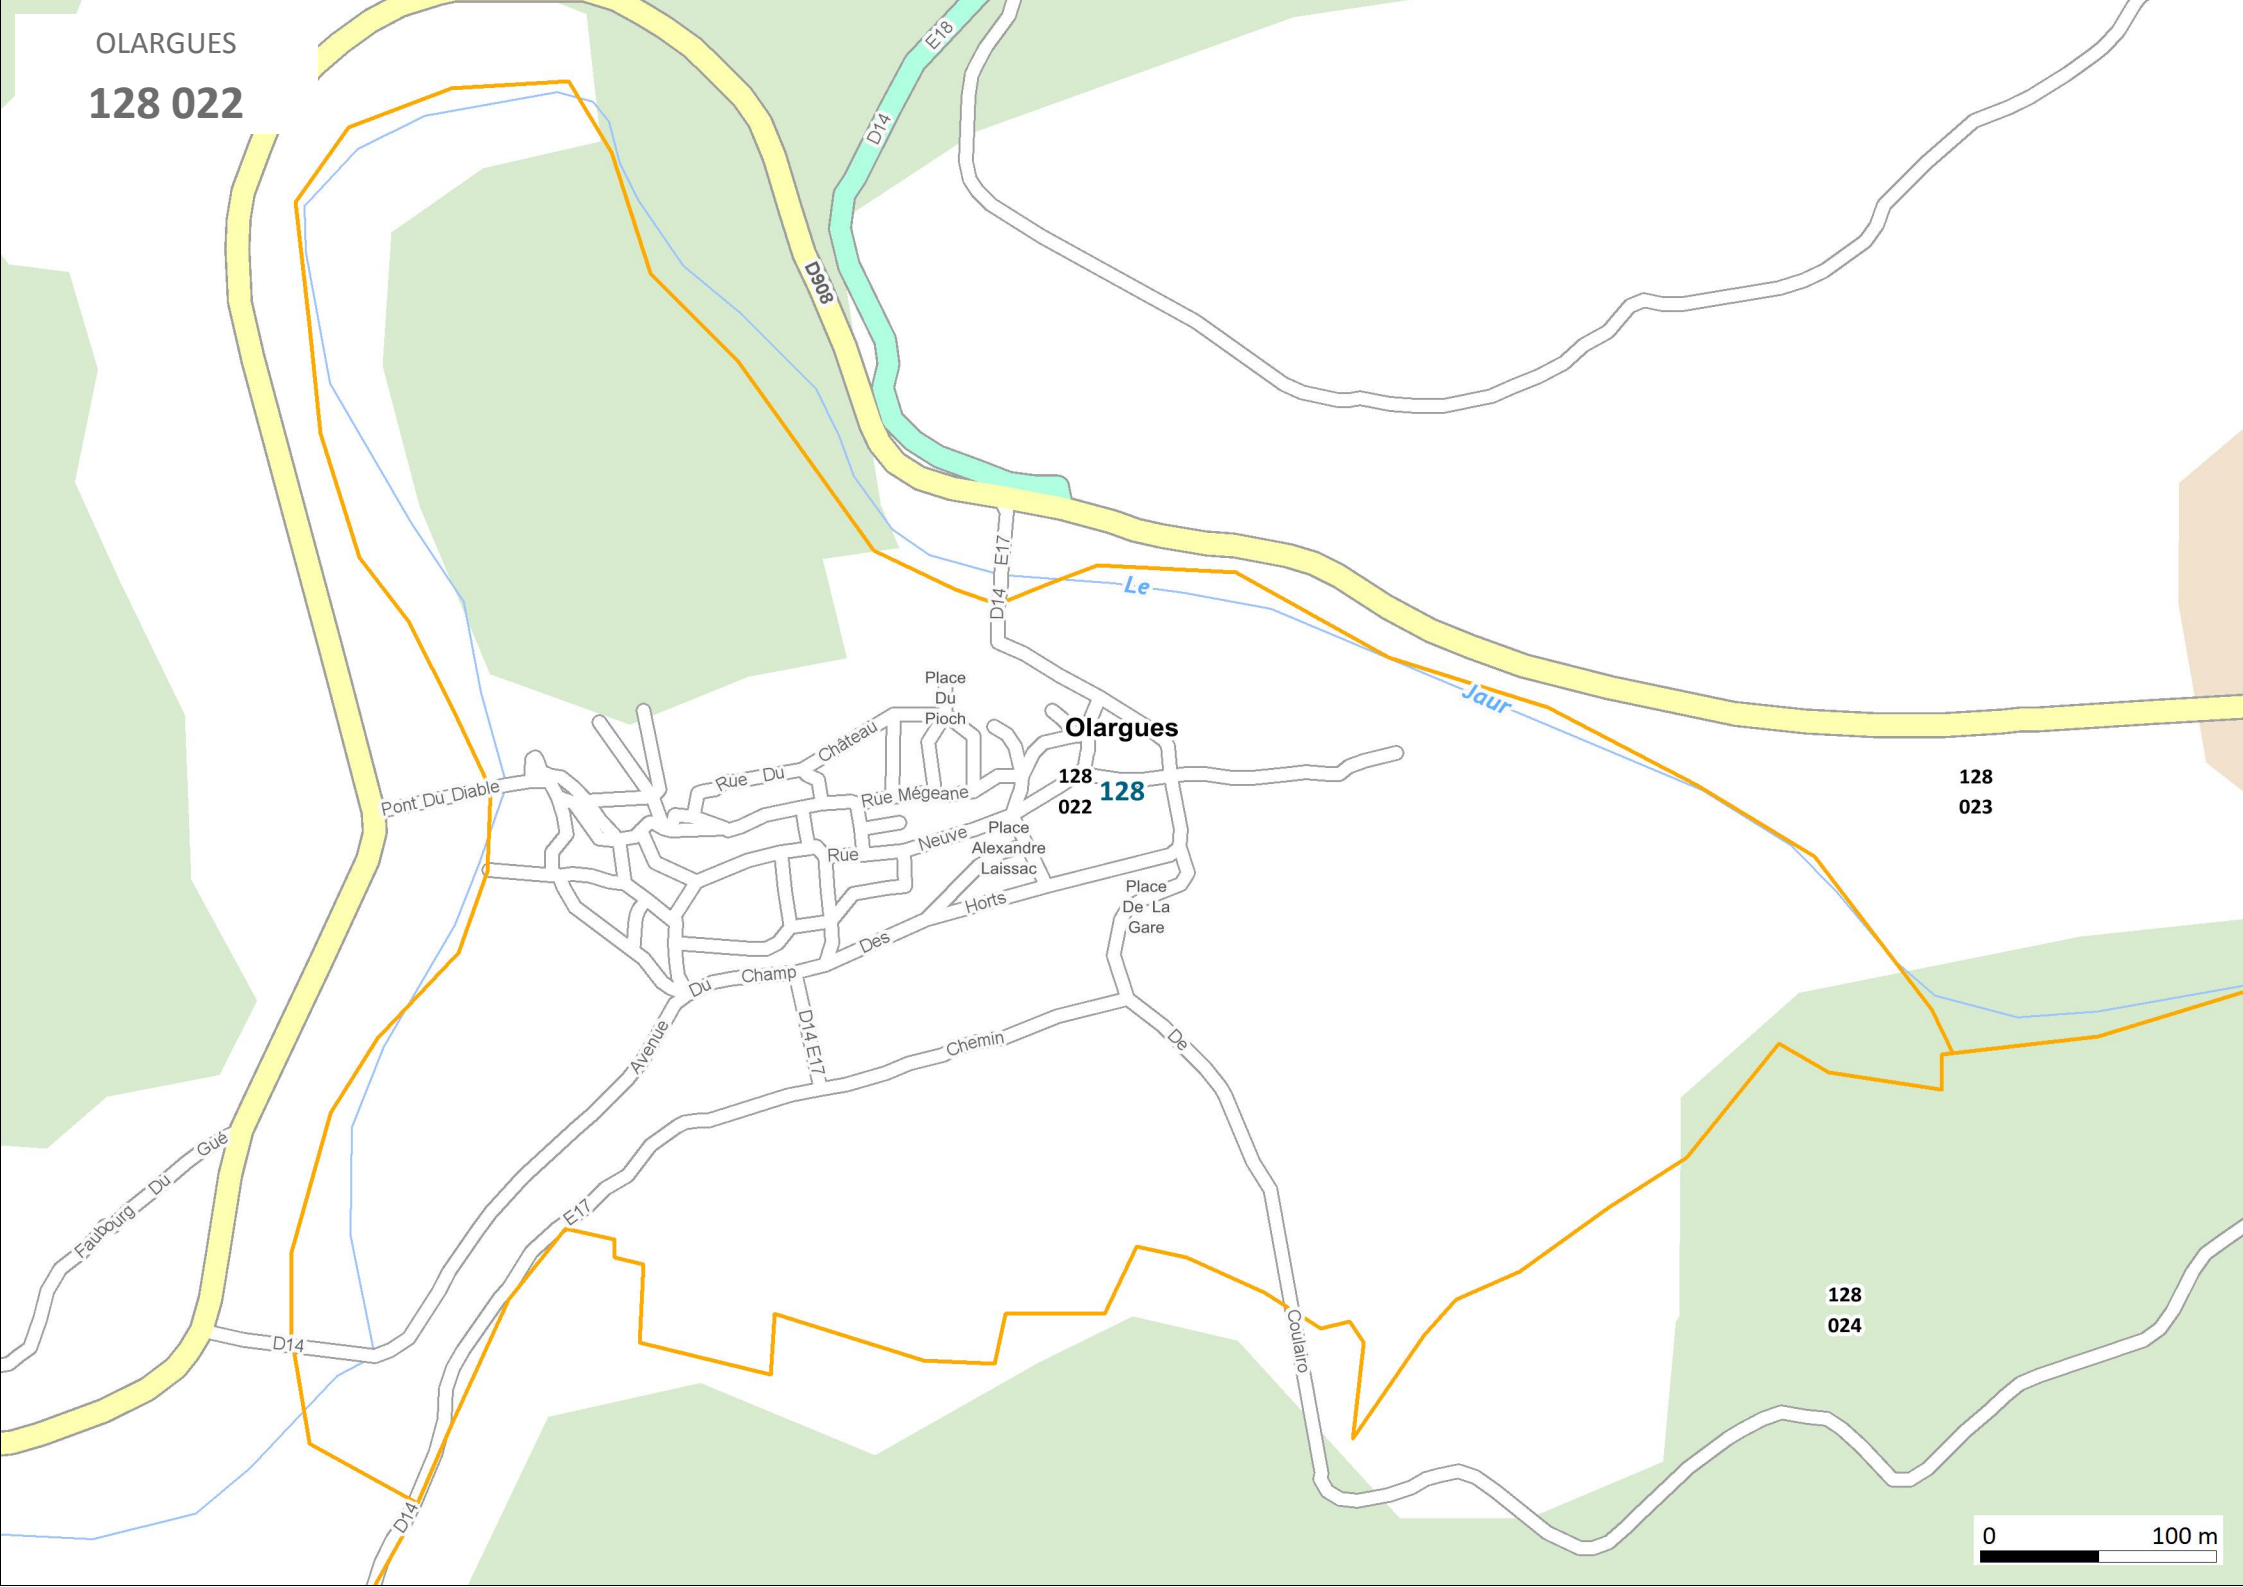 OLARGUES
128 022
E18
D14
D908
E17
D14
Le
Jaur
Place
Du
Pioch
Olargues
Rue Du Château
Pont Du Diable
Rue Mégeane
128
022
128
128
023
Rue Neuve
Place
Alexandre
Laissac
Place
De La
Gare
Avenue Du Champ Des Horts
D14 E17
Chemin De Coulairo
Faubourg Du Gué
E17
D14
D14
128
024
0 100 m